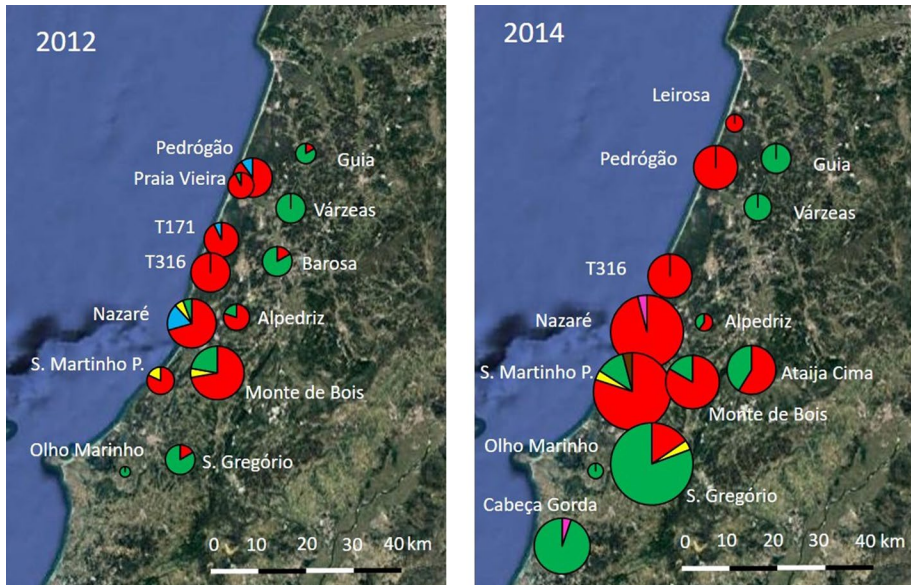 2012
Pedrógão
Guia
Praia Vieira
Várzeas
T171
Barosa
T316
Nazaré
Alpedriz
S. Martinho P.
Monte de Bois
Olho Marinho
S. Gregório
0 10 20 30 40 km
2014
Leirosa
Pedrógão
Guia
Várzeas
T316
Nazaré
Alpedriz
S. Martinho P.
Ataija Cima
Monte de Bois
Olho Marinho
S. Gregório
Cabeça Gorda
0 10 20 30 40 km